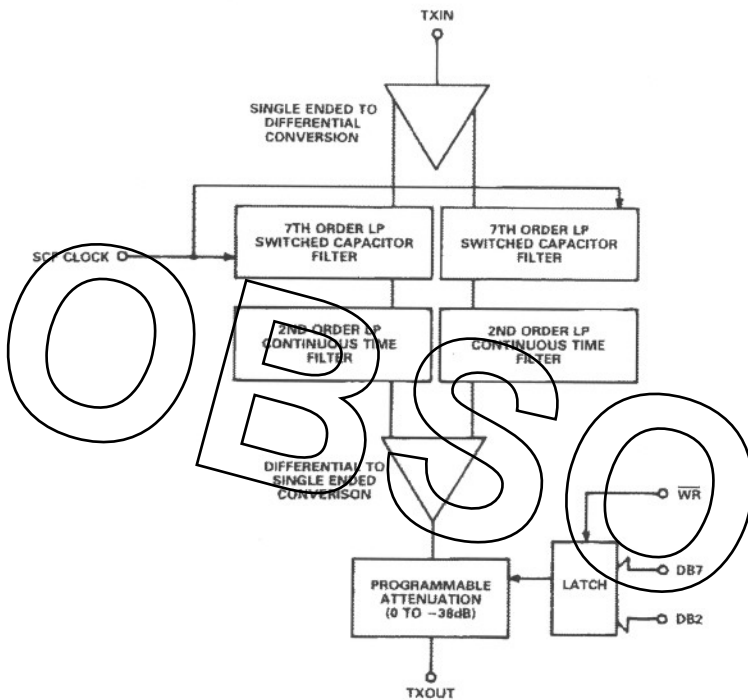 TXIN
SINGLE ENDED TO
DIFFERENTIAL
CONVERSION
7TH ORDER LP
SWITCHED CAPACITOR
FILTER
7TH ORDER LP
SWITCHED CAPACITOR
FILTER
SCF CLOCK
2ND ORDER LP
CONTINUOUS TIME
FILTER
2ND ORDER LP
CONTINUOUS TIME
FILTER
OBSO
DIFFERENTIAL TO
SINGLE ENDED
CONVERISON
WR
PROGRAMMABLE
ATTENUATION
(0 TO −38dB)
LATCH
DB7
DB2
TXOUT